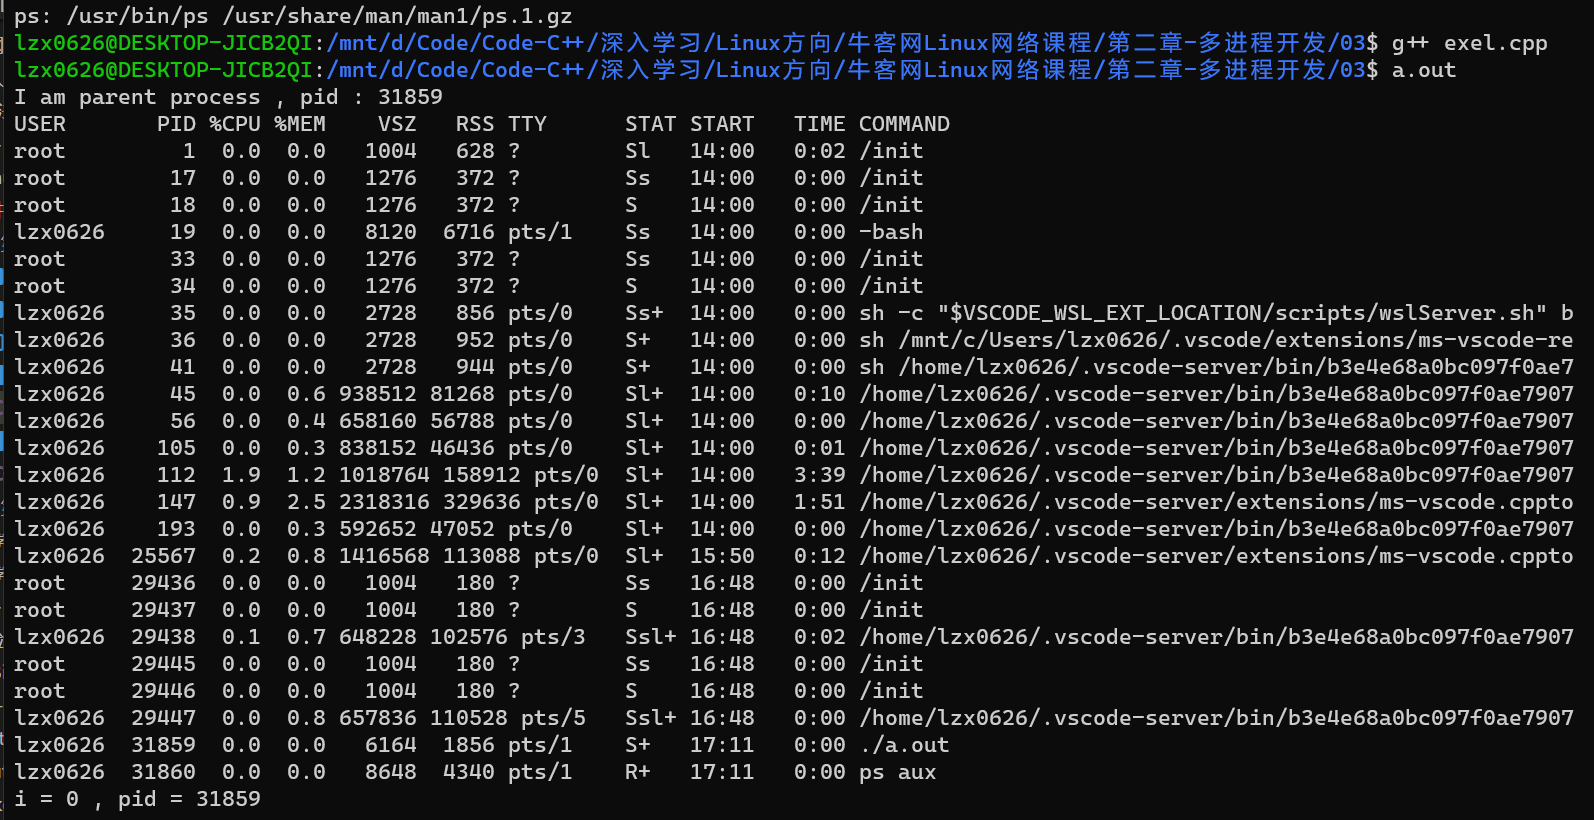 ps: /usr/bin/ps /usr/share/man/man1/ps.1.gz
lzx0626@DESKTOP-JICB2QI:/mnt/d/Code/Code-C++/深入学习/Linux方向/牛客网Linux网络课程/第二章-多进程开发/03$ g++ exel.cpp
lzx0626@DESKTOP-JICB2QI:/mnt/d/Code/Code-C++/深入学习/Linux方向/牛客网Linux网络课程/第二章-多进程开发/03$ a.out
I am parent process , pid : 31859
USER       PID %CPU %MEM    VSZ   RSS TTY      STAT START   TIME COMMAND
root         1  0.0  0.0   1004   628 ?        Sl   14:00   0:02 /init
root        17  0.0  0.0   1276   372 ?        Ss   14:00   0:00 /init
root        18  0.0  0.0   1276   372 ?        S    14:00   0:00 /init
lzx0626     19  0.0  0.0   8120  6716 pts/1    Ss   14:00   0:00 -bash
root        33  0.0  0.0   1276   372 ?        Ss   14:00   0:00 /init
root        34  0.0  0.0   1276   372 ?        S    14:00   0:00 /init
lzx0626     35  0.0  0.0   2728   856 pts/0    Ss+  14:00   0:00 sh -c "$VSCODE_WSL_EXT_LOCATION/scripts/wslServer.sh" b
lzx0626     36  0.0  0.0   2728   952 pts/0    S+   14:00   0:00 sh /mnt/c/Users/lzx0626/.vscode/extensions/ms-vscode-re
lzx0626     41  0.0  0.0   2728   944 pts/0    S+   14:00   0:00 sh /home/lzx0626/.vscode-server/bin/b3e4e68a0bc097f0ae7
lzx0626     45  0.0  0.6 938512 81268 pts/0    Sl+  14:00   0:10 /home/lzx0626/.vscode-server/bin/b3e4e68a0bc097f0ae7907
lzx0626     56  0.0  0.4 658160 56788 pts/0    Sl+  14:00   0:00 /home/lzx0626/.vscode-server/bin/b3e4e68a0bc097f0ae7907
lzx0626    105  0.0  0.3 838152 46436 pts/0    Sl+  14:00   0:01 /home/lzx0626/.vscode-server/bin/b3e4e68a0bc097f0ae7907
lzx0626    112  1.9  1.2 1018764 158912 pts/0  Sl+  14:00   3:39 /home/lzx0626/.vscode-server/bin/b3e4e68a0bc097f0ae7907
lzx0626    147  0.9  2.5 2318316 329636 pts/0  Sl+  14:00   1:51 /home/lzx0626/.vscode-server/extensions/ms-vscode.cppto
lzx0626    193  0.0  0.3 592652 47052 pts/0    Sl+  14:00   0:00 /home/lzx0626/.vscode-server/bin/b3e4e68a0bc097f0ae7907
lzx0626  25567  0.2  0.8 1416568 113088 pts/0  Sl+  15:50   0:12 /home/lzx0626/.vscode-server/extensions/ms-vscode.cppto
root     29436  0.0  0.0   1004   180 ?        Ss   16:48   0:00 /init
root     29437  0.0  0.0   1004   180 ?        S    16:48   0:00 /init
lzx0626  29438  0.1  0.7 648228 102576 pts/3   Ssl+ 16:48   0:02 /home/lzx0626/.vscode-server/bin/b3e4e68a0bc097f0ae7907
root     29445  0.0  0.0   1004   180 ?        Ss   16:48   0:00 /init
root     29446  0.0  0.0   1004   180 ?        S    16:48   0:00 /init
lzx0626  29447  0.0  0.8 657836 110528 pts/5   Ssl+ 16:48   0:00 /home/lzx0626/.vscode-server/bin/b3e4e68a0bc097f0ae7907
lzx0626  31859  0.0  0.0   6164  1856 pts/1    S+   17:11   0:00 ./a.out
lzx0626  31860  0.0  0.0   8648  4340 pts/1    R+   17:11   0:00 ps aux
i = 0 , pid = 31859